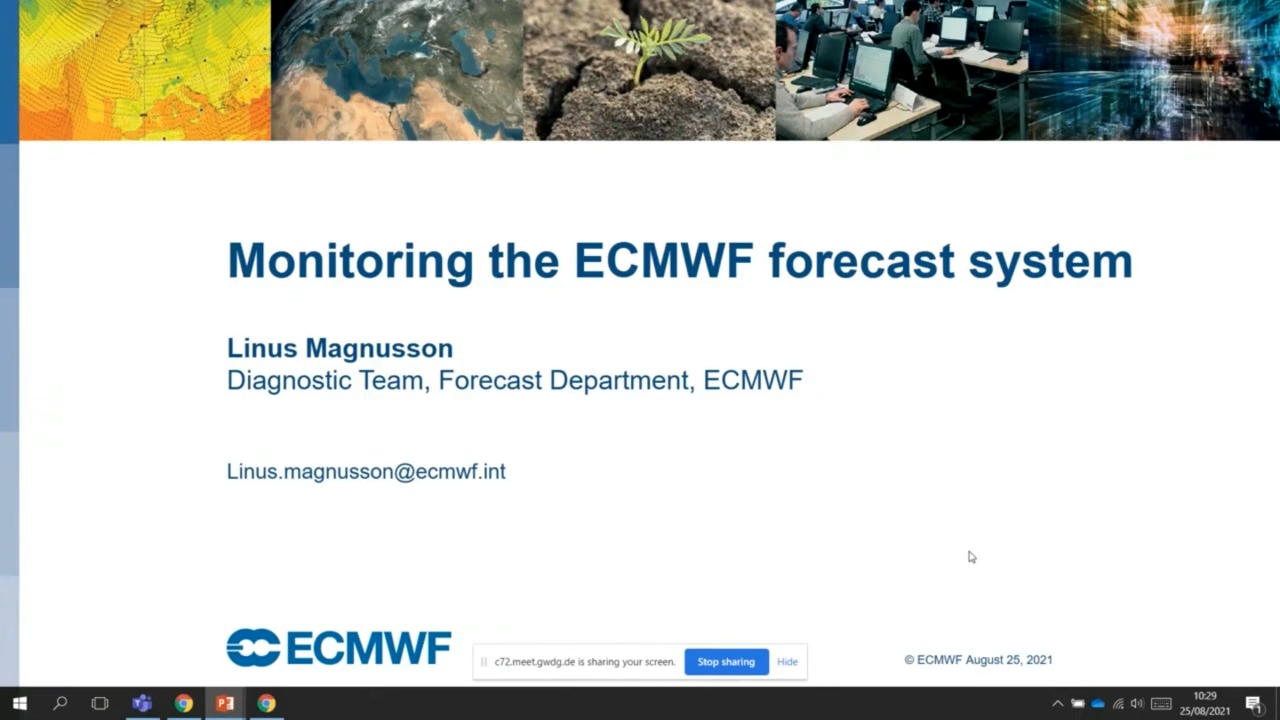 Monitoring the ECMWF forecast system
Linus Magnusson
Diagnostic Team, Forecast Department, ECMWF
Linus.magnusson@ecmwf.int
ECMWF
c72.meet.gwdg.de is sharing your screen.
Stop sharing
Hide
© ECMWF August 25, 2021
10:29
25/08/2021
1